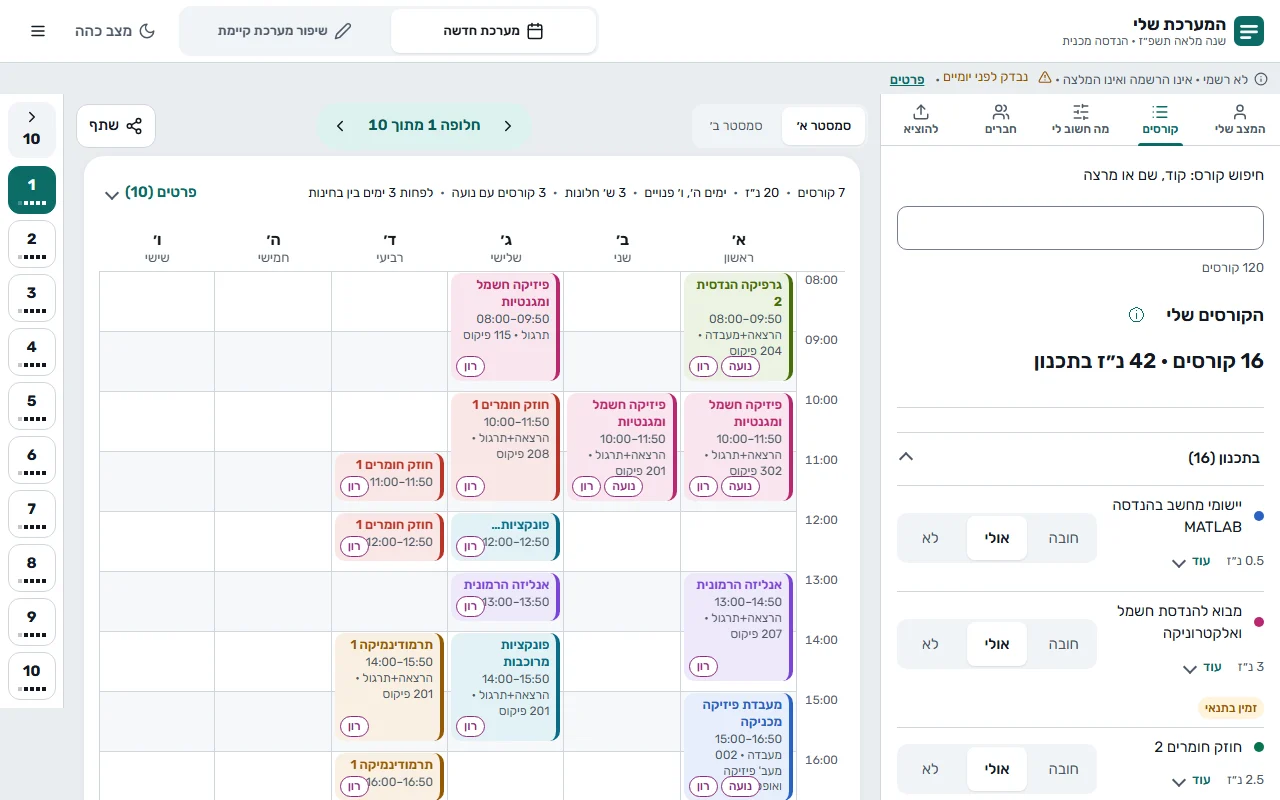 המערכת שלי
שנה מלאה תשפ״ז • הנדסה מכנית
מערכת חדשה
שיפור מערכת קיימת
מצב כהה
לא רשמי • אינו הרשמה ואינו המלצה •
נבדק לפני יומיים •
פרטים
המצב שלי
קורסים
מה חשוב לי
חברים
להוציא
חיפוש קורס: קוד, שם או מרצה
120 קורסים
הקורסים שלי
16 קורסים • 42 נ״ז בתכנון
בתכנון (16)
יישומי מחשב בהנדסה
MATLAB
0.5 נ״ז
עוד
חובה
אולי
לא
מבוא להנדסת חשמל
ואלקטרוניקה
3 נ״ז
עוד
חובה
אולי
לא
זמין בתנאי
חוזק חומרים 2
2.5 נ״ז
עוד
חובה
אולי
לא
סמסטר א׳
סמסטר ב׳
חלופה 1 מתוך 10
שתף
7 קורסים • 20 נ״ז • ימים ה׳, ו׳ פנויים • 3 ש׳ חלונות • 3 קורסים עם נועה • לפחות 3 ימים בין בחינות
פרטים (10)
א׳
ראשון
ב׳
שני
ג׳
שלישי
ד׳
רביעי
ה׳
חמישי
ו׳
שישי
08:00
09:00
10:00
11:00
12:00
13:00
14:00
15:00
16:00
גרפיקה הנדסית
2
08:00–09:50
הרצאה+מעבדה •
204 פיקוס
נועה
רון
פיזיקה חשמל
ומגנטיות
10:00–11:50
הרצאה+תרגול •
302 פיקוס
נועה
רון
אנליזה הרמונית
13:00–14:50
הרצאה+תרגול •
207 פיקוס
רון
מעבדת פיזיקה
מכניקה
15:00–16:50
מעבדה • 002
מעב' פיזיקה
נועה
רון
פיזיקה חשמל
ומגנטיות
10:00–11:50
הרצאה+תרגול •
201 פיקוס
נועה
רון
פיזיקה חשמל
ומגנטיות
08:00–09:50
תרגול • 115 פיקוס
רון
חוזק חומרים 1
10:00–11:50
הרצאה+תרגול •
208 פיקוס
רון
פונקציות...
12:00–12:50
רון
אנליזה הרמונית
13:00–13:50
רון
פונקציות
מרוכבות
14:00–15:50
הרצאה+תרגול •
201 פיקוס
רון
חוזק חומרים 1
11:00–11:50
רון
חוזק חומרים 1
12:00–12:50
רון
תרמודינמיקה 1
14:00–15:50
הרצאה+תרגול •
201 פיקוס
רון
תרמודינמיקה 1
16:00–16:50
רון
10
1
2
3
4
5
6
7
8
9
10